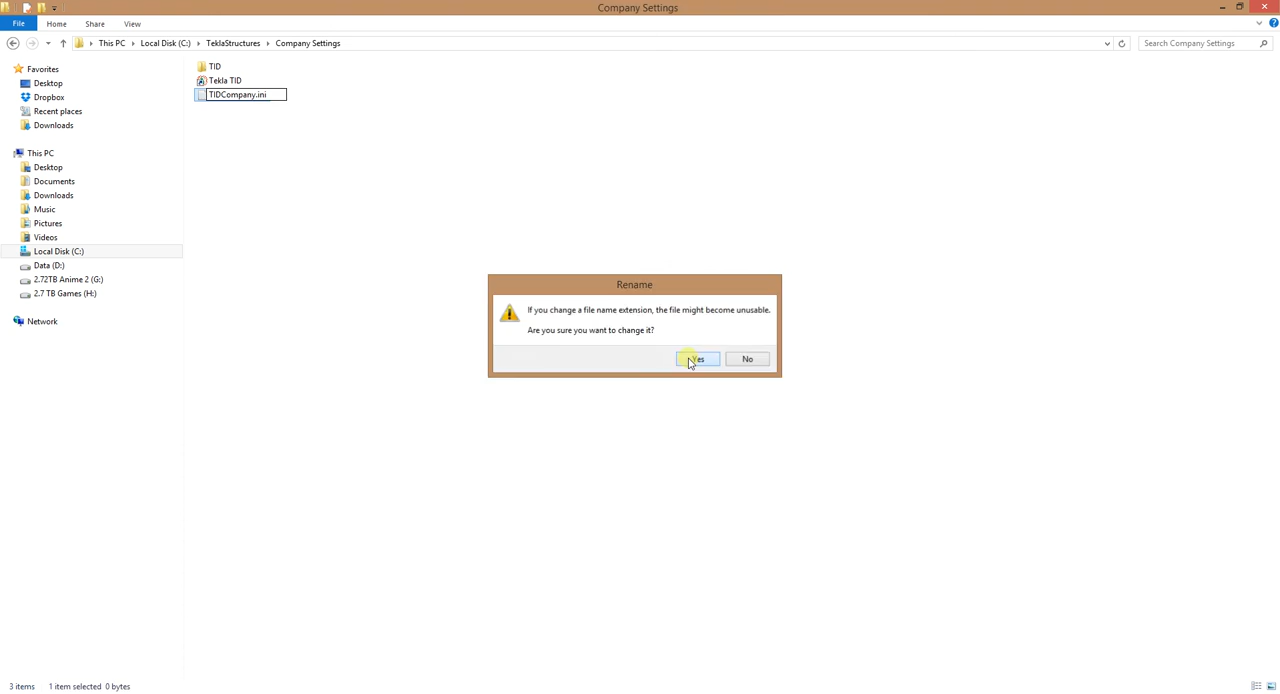 Company Settings
File Home Share View
This PC Local Disk (C:) TeklaStructures Company Settings Search Company Settings
Favorites
Desktop
Dropbox
Recent places
Downloads
This PC
Desktop
Documents
Downloads
Music
Pictures
Videos
Local Disk (C:)
Data (D:)
2.72TB Anime 2 (G:)
2.7 TB Games (H:)
Network
TID
Tekla TID
TIDCompany.ini
Rename
If you change a file name extension, the file might become unusable.
Are you sure you want to change it?
Yes No
3 items 1 item selected 0 bytes